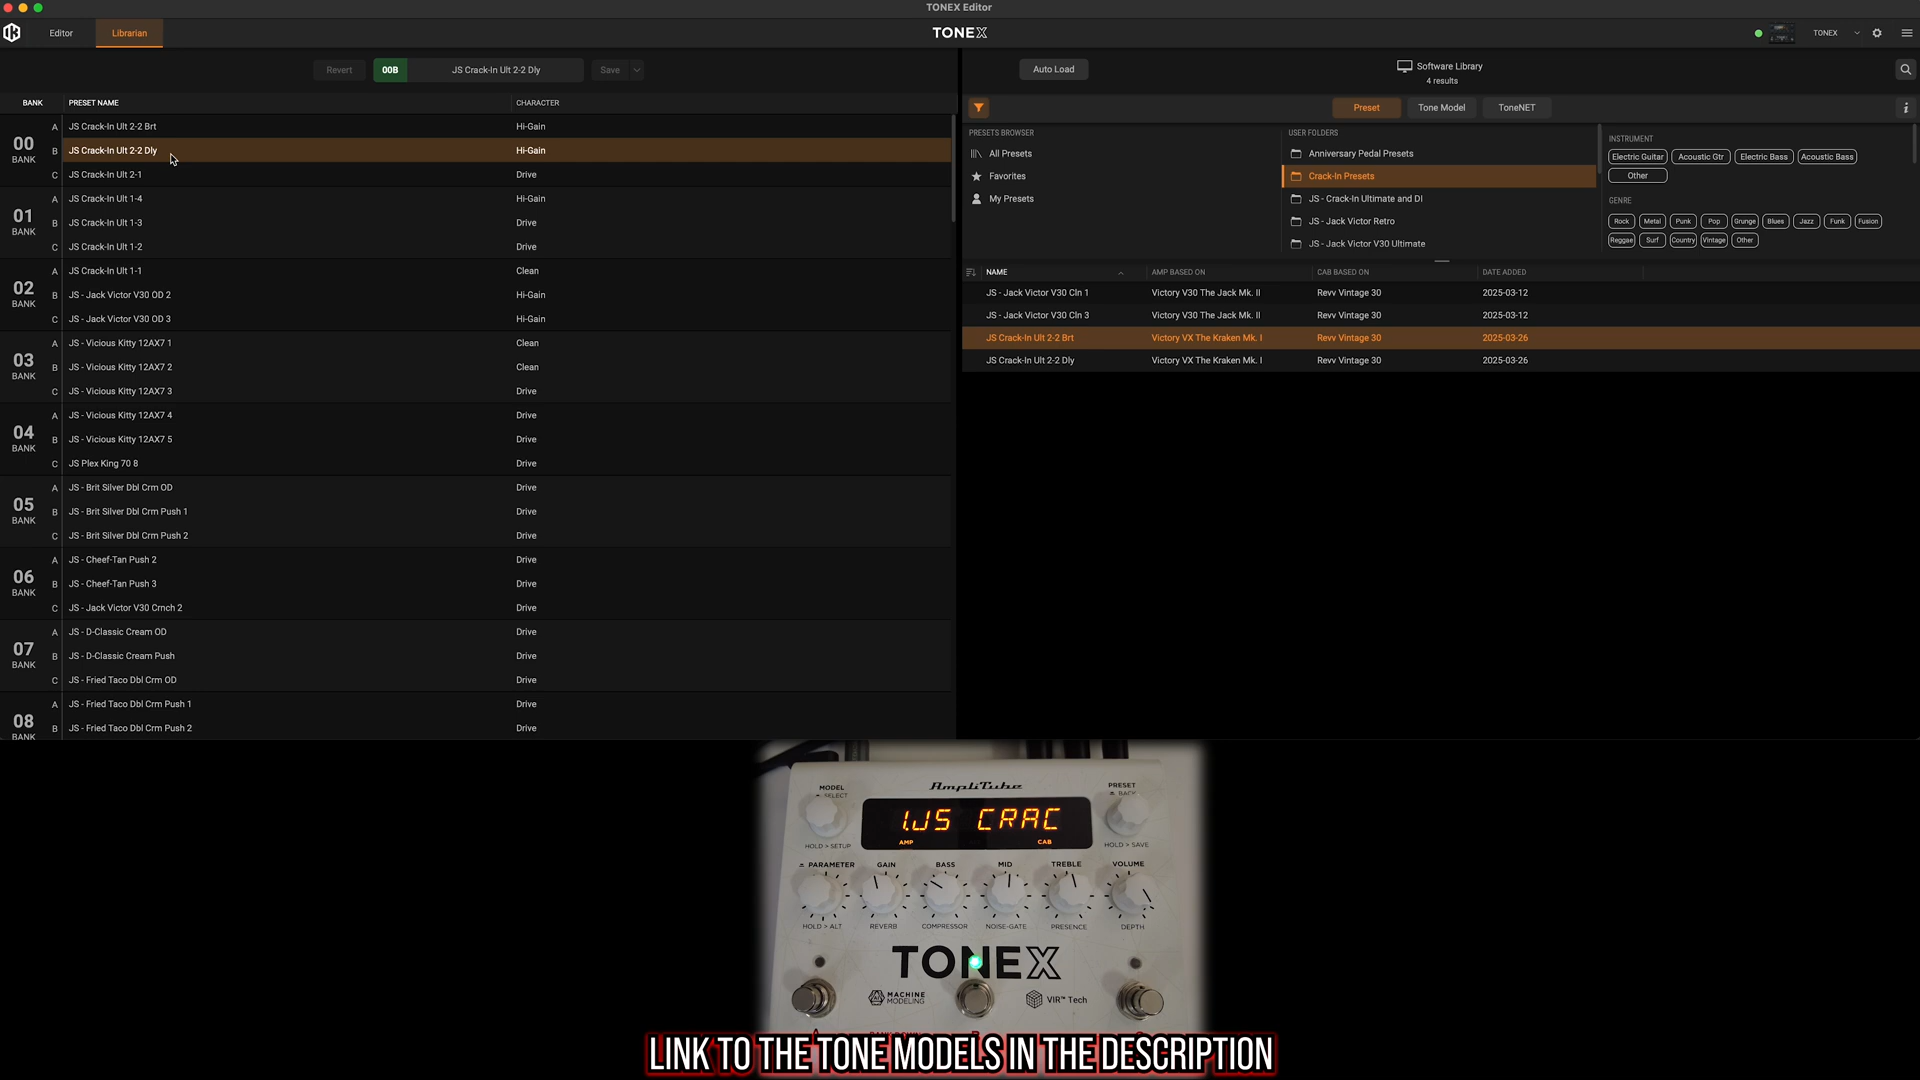 TONEX Editor
Editor
Librarian
TONEX
TONEX
Revert
00B
JS Crack-In Ult 2-2 Dly
Save
BANK
PRESET NAME
CHARACTER
00
BANK
A
JS Crack-In Ult 2-2 Brt
Hi-Gain
B
JS Crack-In Ult 2-2 Dly
Hi-Gain
C
JS Crack-In Ult 2-1
Drive
01
BANK
A
JS Crack-In Ult 1-4
Hi-Gain
B
JS Crack-In Ult 1-3
Drive
C
JS Crack-In Ult 1-2
Drive
02
BANK
A
JS Crack-In Ult 1-1
Clean
B
JS - Jack Victor V30 OD 2
Hi-Gain
C
JS - Jack Victor V30 OD 3
Hi-Gain
03
BANK
A
JS - Vicious Kitty 12AX7 1
Clean
B
JS - Vicious Kitty 12AX7 2
Clean
C
JS - Vicious Kitty 12AX7 3
Drive
04
BANK
A
JS - Vicious Kitty 12AX7 4
Drive
B
JS - Vicious Kitty 12AX7 5
Drive
C
JS Plex King 70 8
Drive
05
BANK
A
JS - Brit Silver Dbl Crm OD
Drive
B
JS - Brit Silver Dbl Crm Push 1
Drive
C
JS - Brit Silver Dbl Crm Push 2
Drive
06
BANK
A
JS - Cheef-Tan Push 2
Drive
B
JS - Cheef-Tan Push 3
Drive
C
JS - Jack Victor V30 Crnch 2
Drive
07
BANK
A
JS - D-Classic Cream OD
Drive
B
JS - D-Classic Cream Push
Drive
C
JS - Fried Taco Dbl Crm OD
Drive
08
BANK
A
JS - Fried Taco Dbl Crm Push 1
Drive
B
JS - Fried Taco Dbl Crm Push 2
Drive
Auto Load
Software Library
4 results
Preset
Tone Model
ToneNET
PRESETS BROWSER
All Presets
Favorites
My Presets
USER FOLDERS
Anniversary Pedal Presets
Crack-In Presets
JS - Crack-In Ultimate and DI
JS - Jack Victor Retro
JS - Jack Victor V30 Ultimate
INSTRUMENT
Electric Guitar
Acoustic Gtr
Electric Bass
Acoustic Bass
Other
GENRE
Rock
Metal
Punk
Pop
Grunge
Blues
Jazz
Funk
Fusion
Reggae
Surf
Country
Vintage
Other
NAME
AMP BASED ON
CAB BASED ON
DATE ADDED
JS - Jack Victor V30 Cln 1
Victory V30 The Jack Mk. II
Revv Vintage 30
2025-03-12
JS - Jack Victor V30 Cln 3
Victory V30 The Jack Mk. II
Revv Vintage 30
2025-03-12
JS Crack-In Ult 2-2 Brt
Victory VX The Kraken Mk. I
Revv Vintage 30
2025-03-26
JS Crack-In Ult 2-2 Dly
Victory VX The Kraken Mk. I
Revv Vintage 30
2025-03-26
AmpliTube
MODEL
SELECT
HOLD > SETUP
1.JS CRAC
AMP
CAB
PRESET
BACK
HOLD > SAVE
PARAMETER
GAIN
BASS
MID
TREBLE
VOLUME
HOLD > ALT
REVERB
COMPRESSOR
NOISE-GATE
PRESENCE
DEPTH
TONEX
MACHINE
MODELING
VIR™ Tech
LINK TO THE TONE MODELS IN THE DESCRIPTION